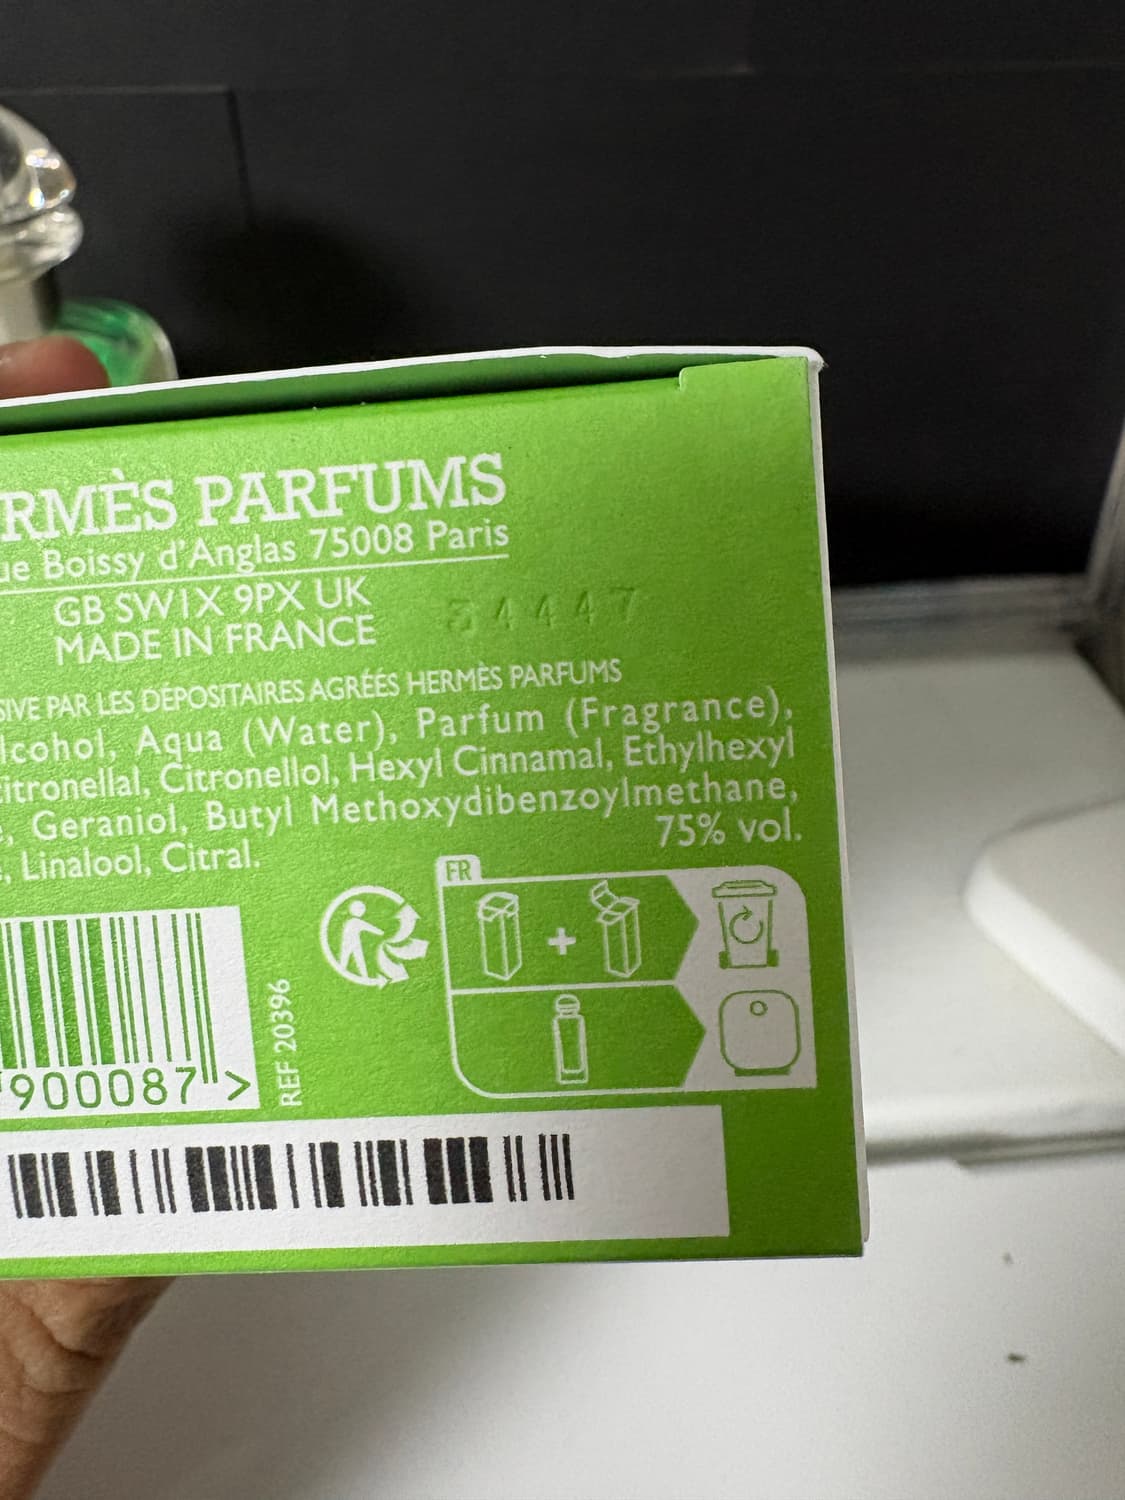 RMÈS PARFUMS
ue Boissy d'Anglas 75008 Paris
GB SW1X 9PX UK
MADE IN FRANCE
34447
SIVE PAR LES DÉPOSITAIRES AGRÉÉS HERMÈS PARFUMS
lcohol, Aqua (Water), Parfum (Fragrance),
itronellal, Citronellol, Hexyl Cinnamal, Ethylhexyl
, Geraniol, Butyl Methoxydibenzoylmethane,
, Linalool, Citral.
75% vol.
FR
REF 20396
900087 >